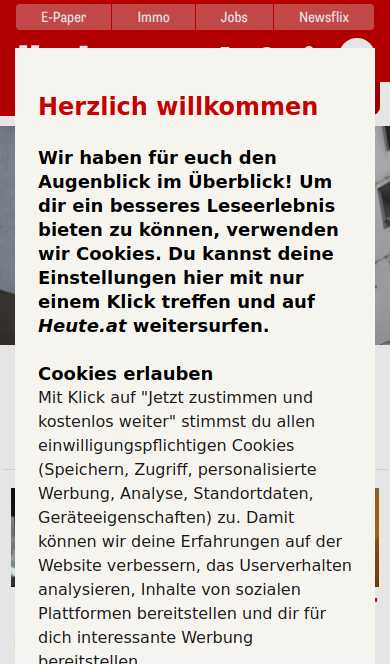 E-Paper
Immo
Jobs
Newsflix
Herzlich willkommen
Wir haben für euch den
Augenblick im Überblick! Um
dir ein besseres Leseerlebnis
bieten zu können, verwenden
wir Cookies. Du kannst deine
Einstellungen hier mit nur
einem Klick treffen und auf
Heute.at weitersurfen.
Cookies erlauben
Mit Klick auf "Jetzt zustimmen und
kostenlos weiter" stimmst du allen
einwilligungspflichtigen Cookies
(Speichern, Zugriff, personalisierte
Werbung, Analyse, Standortdaten,
Geräteeigenschaften) zu. Damit
können wir deine Erfahrungen auf der
Website verbessern, das Userverhalten
analysieren, Inhalte von sozialen
Plattformen bereitstellen und dir für
dich interessante Werbung
bereitstellen